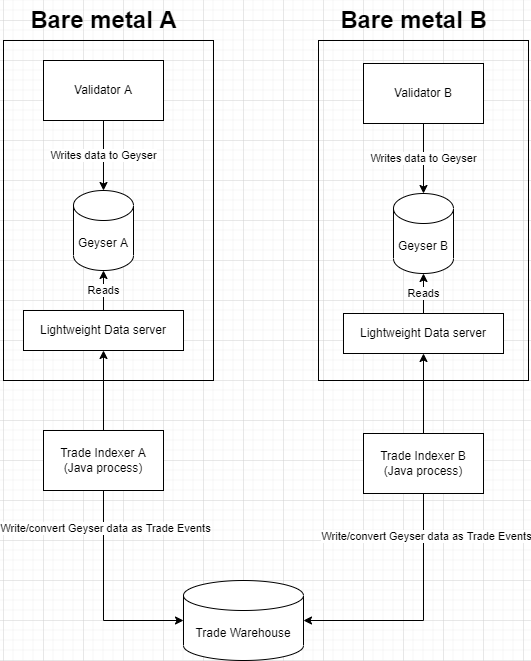 Bare metal A
Bare metal B
Validator A
Validator B
Writes data to Geyser
Writes data to Geyser
Geyser A
Geyser B
Reads
Reads
Lightweight Data server
Lightweight Data server
Trade Indexer A
(Java process)
Trade Indexer B
(Java process)
Write/convert Geyser data as Trade Events
Write/convert Geyser data as Trade Events
Trade Warehouse